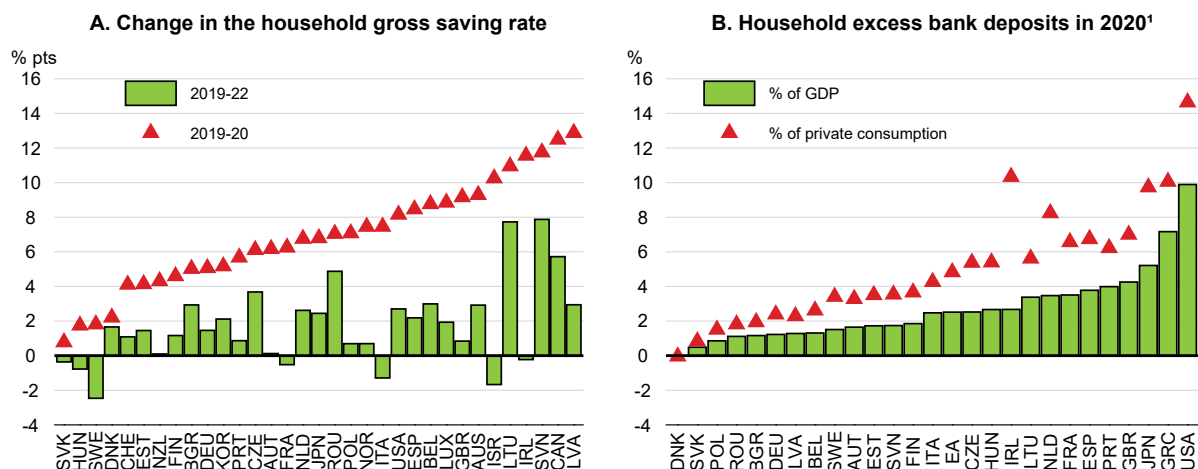 A. Change in the household gross saving rate
% pts
16
14
12
10
8
6
4
2
0
-2
-4
2019-22
2019-20
SVK
HUN
SWE
DNK
CHE
EST
NZL
FIN
BGR
DEU
KOR
PRT
CZE
AUT
FRA
NLD
JPN
ROU
POL
NOR
ITA
USA
ESP
BEL
LUX
GBR
AUS
ISR
LTU
IRL
SVN
CAN
LVA
B. Household excess bank deposits in 2020¹
%
16
14
12
10
8
6
4
2
0
-2
-4
% of GDP
% of private consumption
DNK
SVK
POL
ROU
BGR
DEU
LVA
BEL
SWE
AUT
EST
SVN
FIN
ITA
EA
CZE
HUN
IRL
LTU
NLD
FRA
ESP
PRT
GBR
JPN
GRC
USA